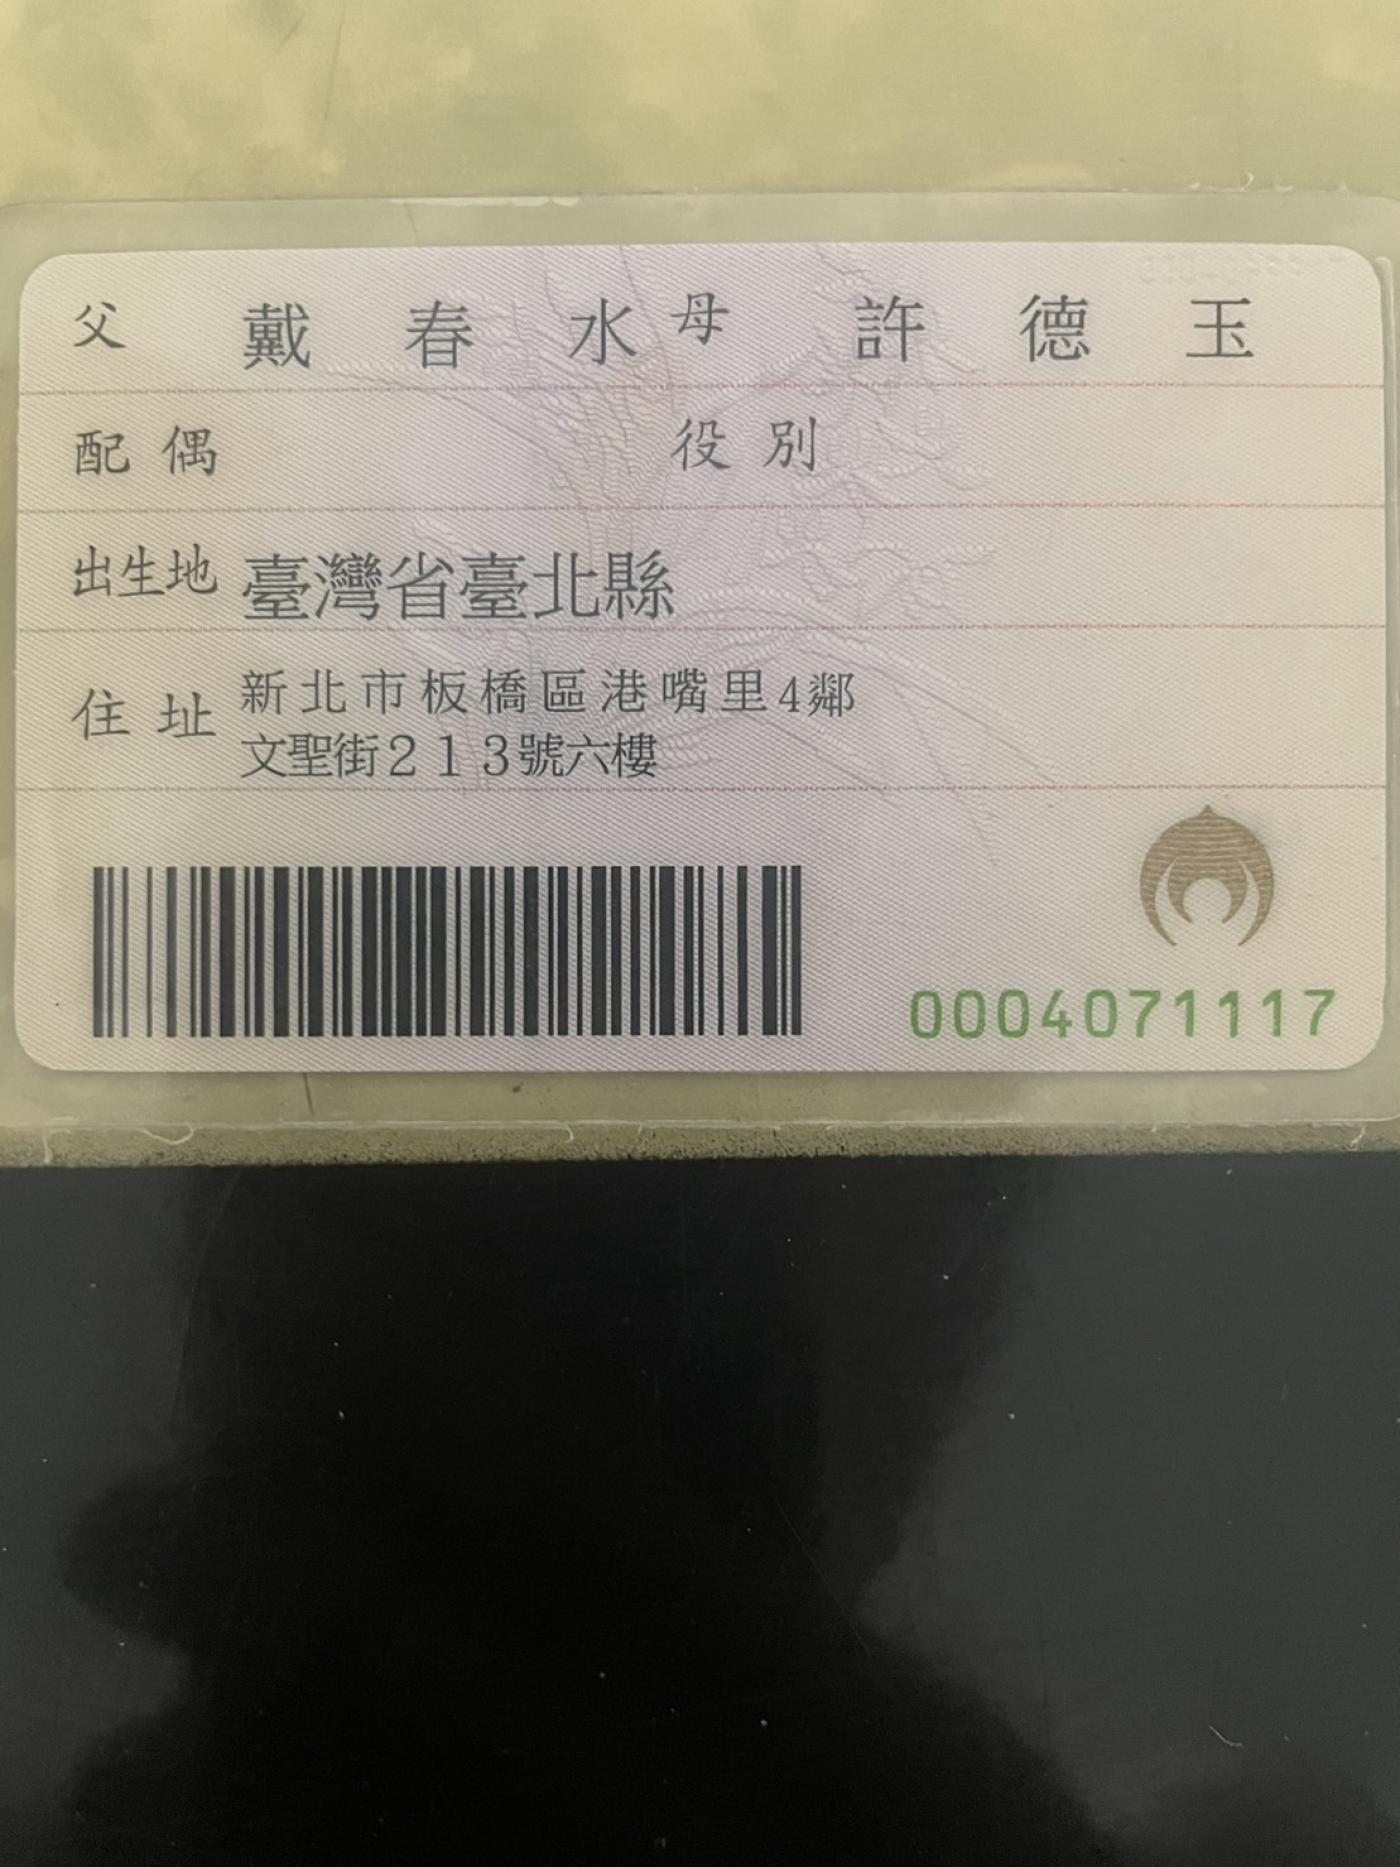 父 戴春水 母 許德玉
配偶 役別
出生地 臺灣省臺北縣
住址 新北市板橋區港嘴里4鄰
文聖街213號六樓
0004071117